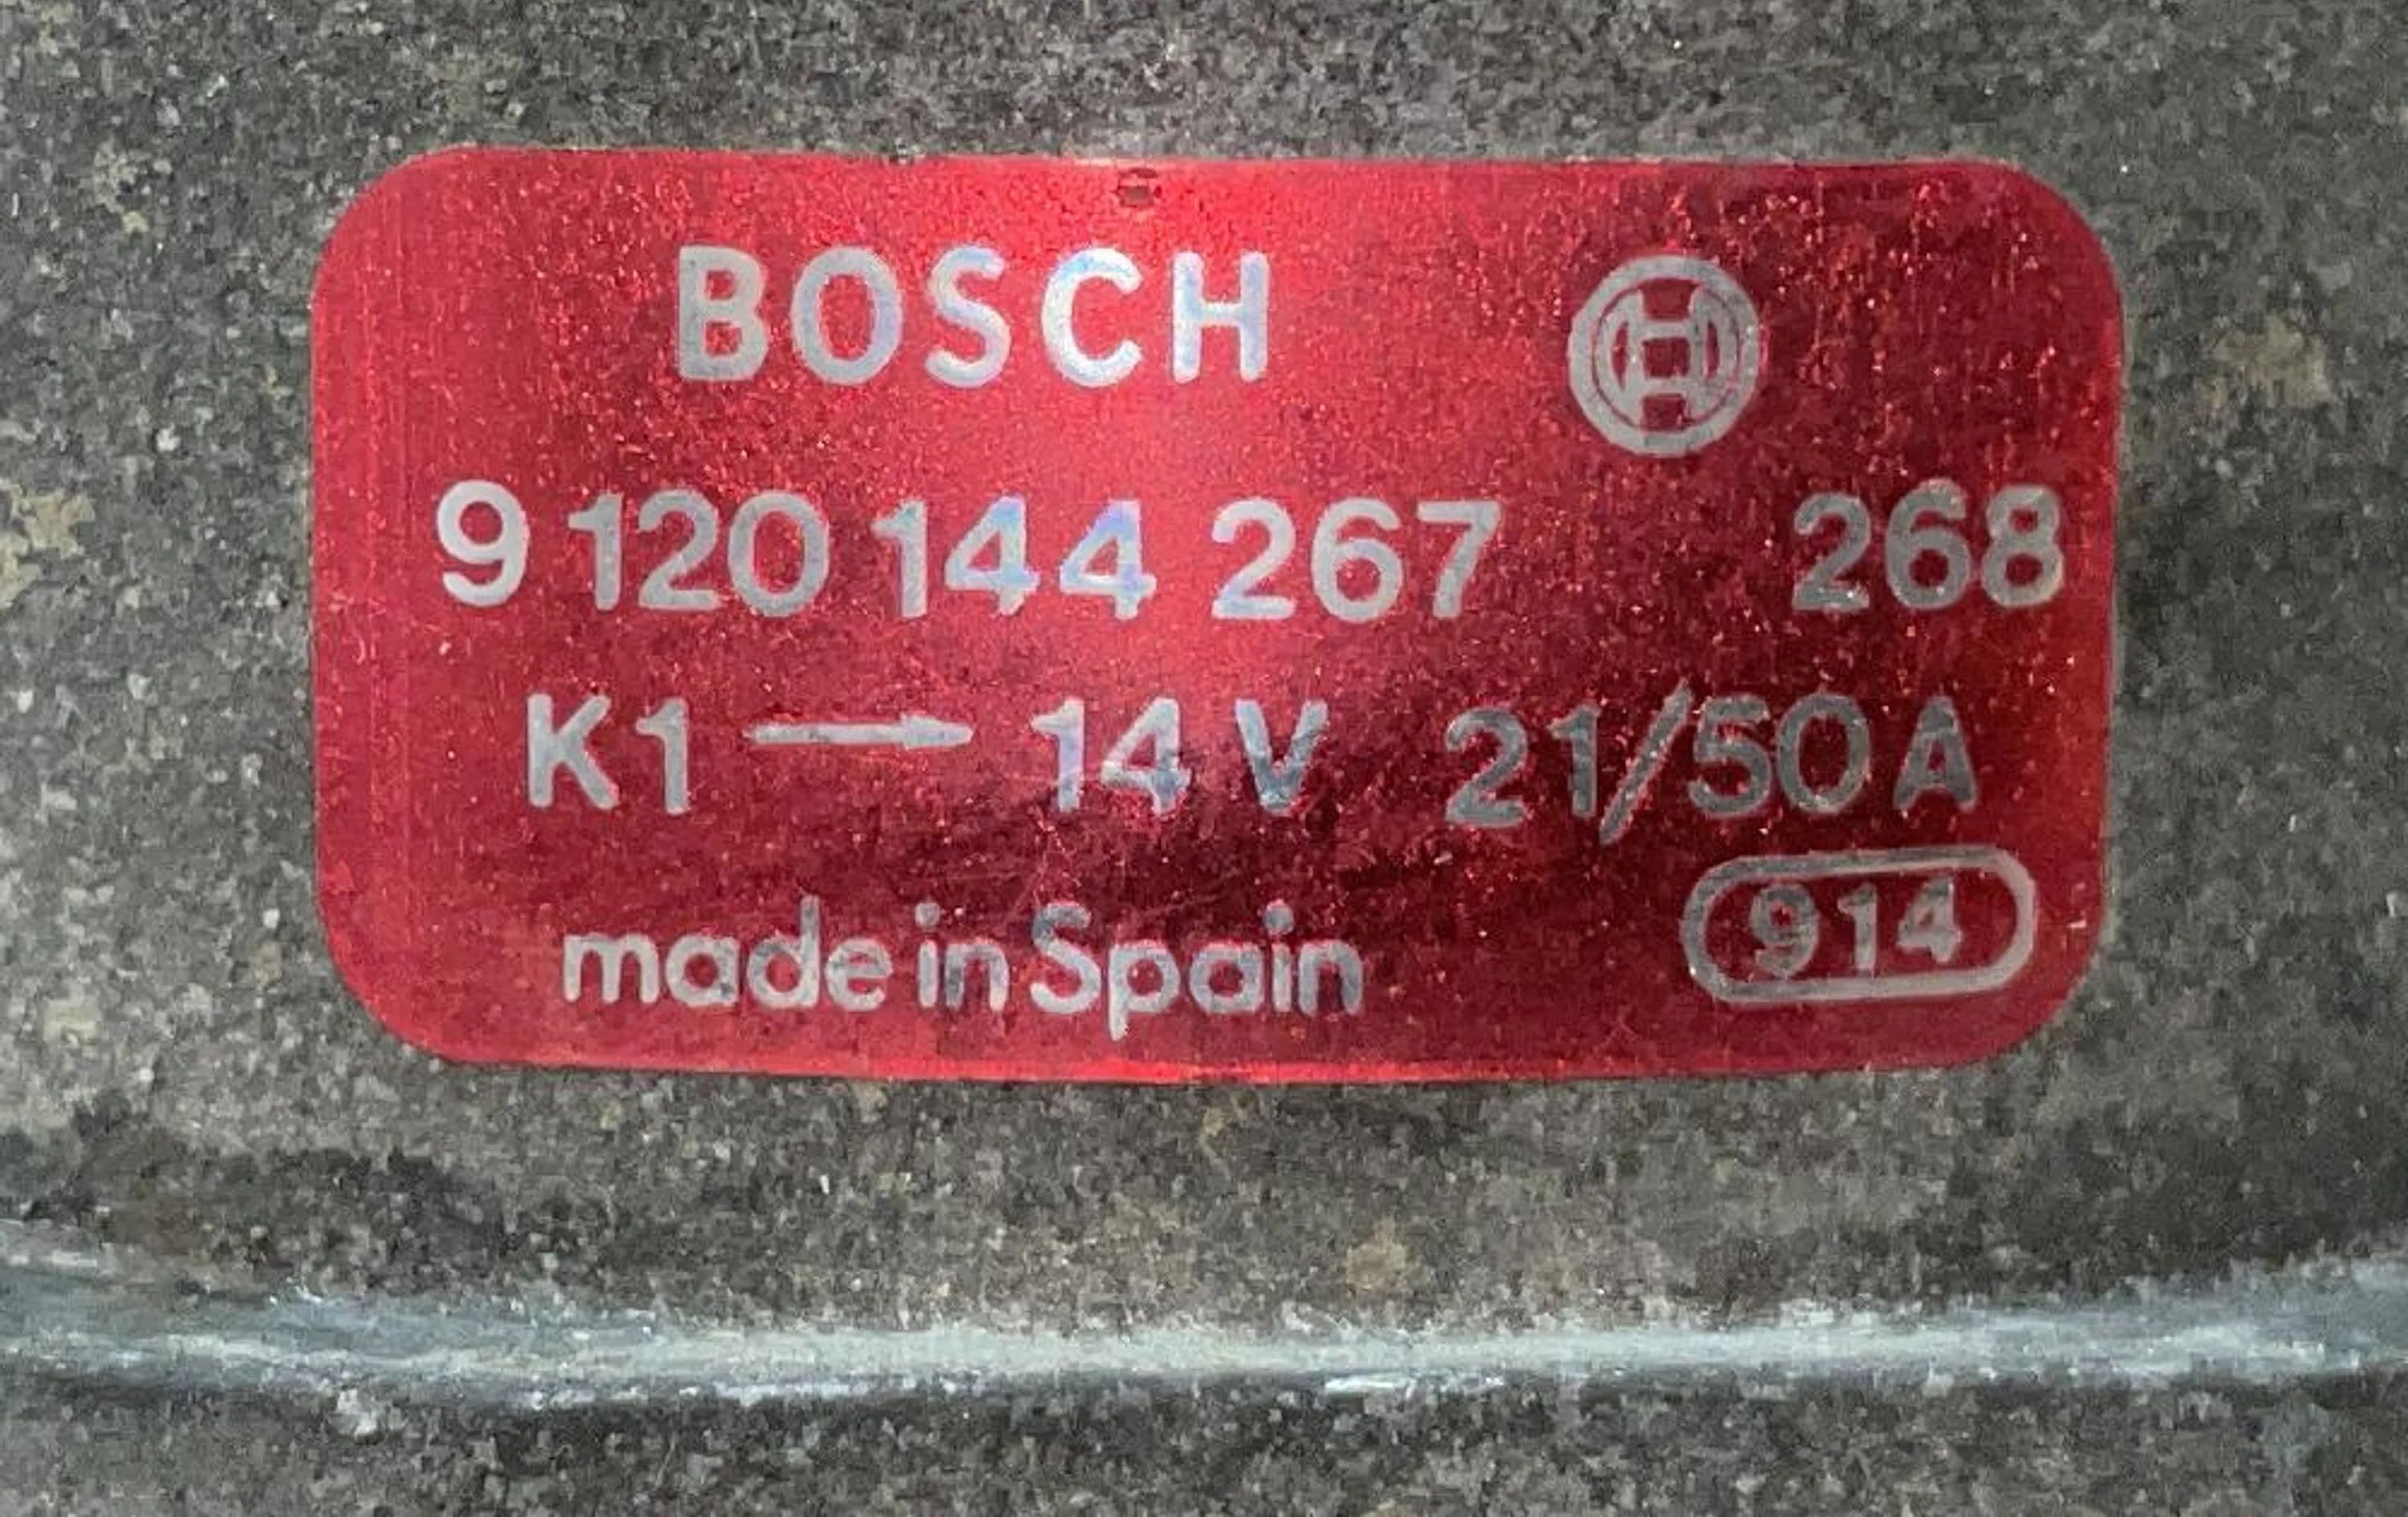 BOSCH
9 120 144 267 268
K1 → 14 V 21/50 A
made in Spain 914